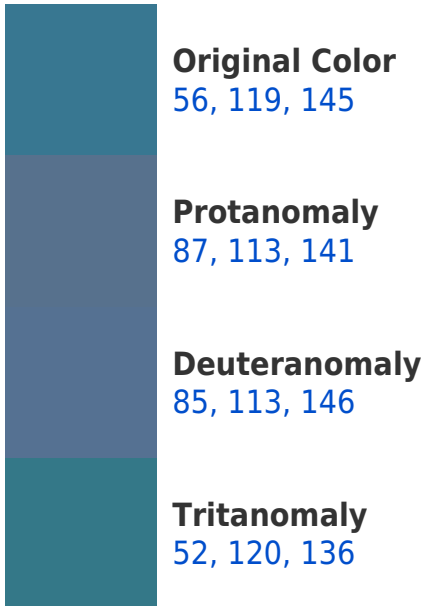 Original Color
56, 119, 145
Protanomaly
87, 113, 141
Deuteranomaly
85, 113, 146
Tritanomaly
52, 120, 136